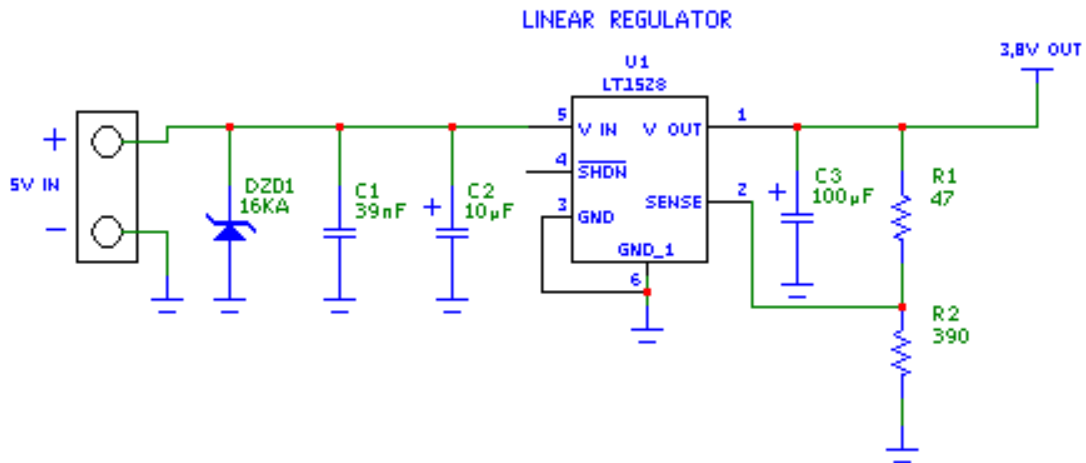 LINEAR REGULATOR
3,8V OUT
U1
LT1528
5V IN
+
-
DZD1
16KA
C1
39nF
+
C2
10µF
5
V IN
V OUT
1
4
SHDN
3
GND
SENSE
2
GND_1
6
+
C3
100µF
R1
47
R2
390